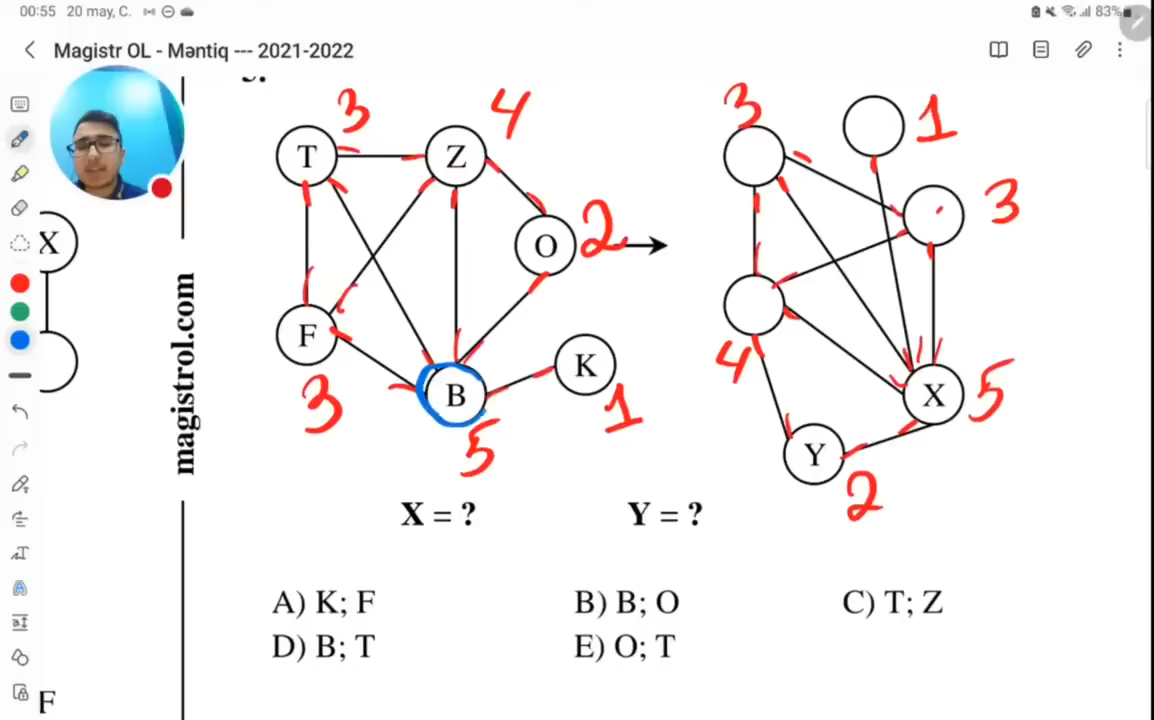 00:55 20 may, C. 83%
Magistr OL - Məntiq --- 2021-2022
3 4 3 1
T Z
3
O 2
X
magistrol.com
F
4
B K X 5
3 1
5
Y
2
X = ? Y = ?
A) K; F B) B; O C) T; Z
D) B; T E) O; T
F